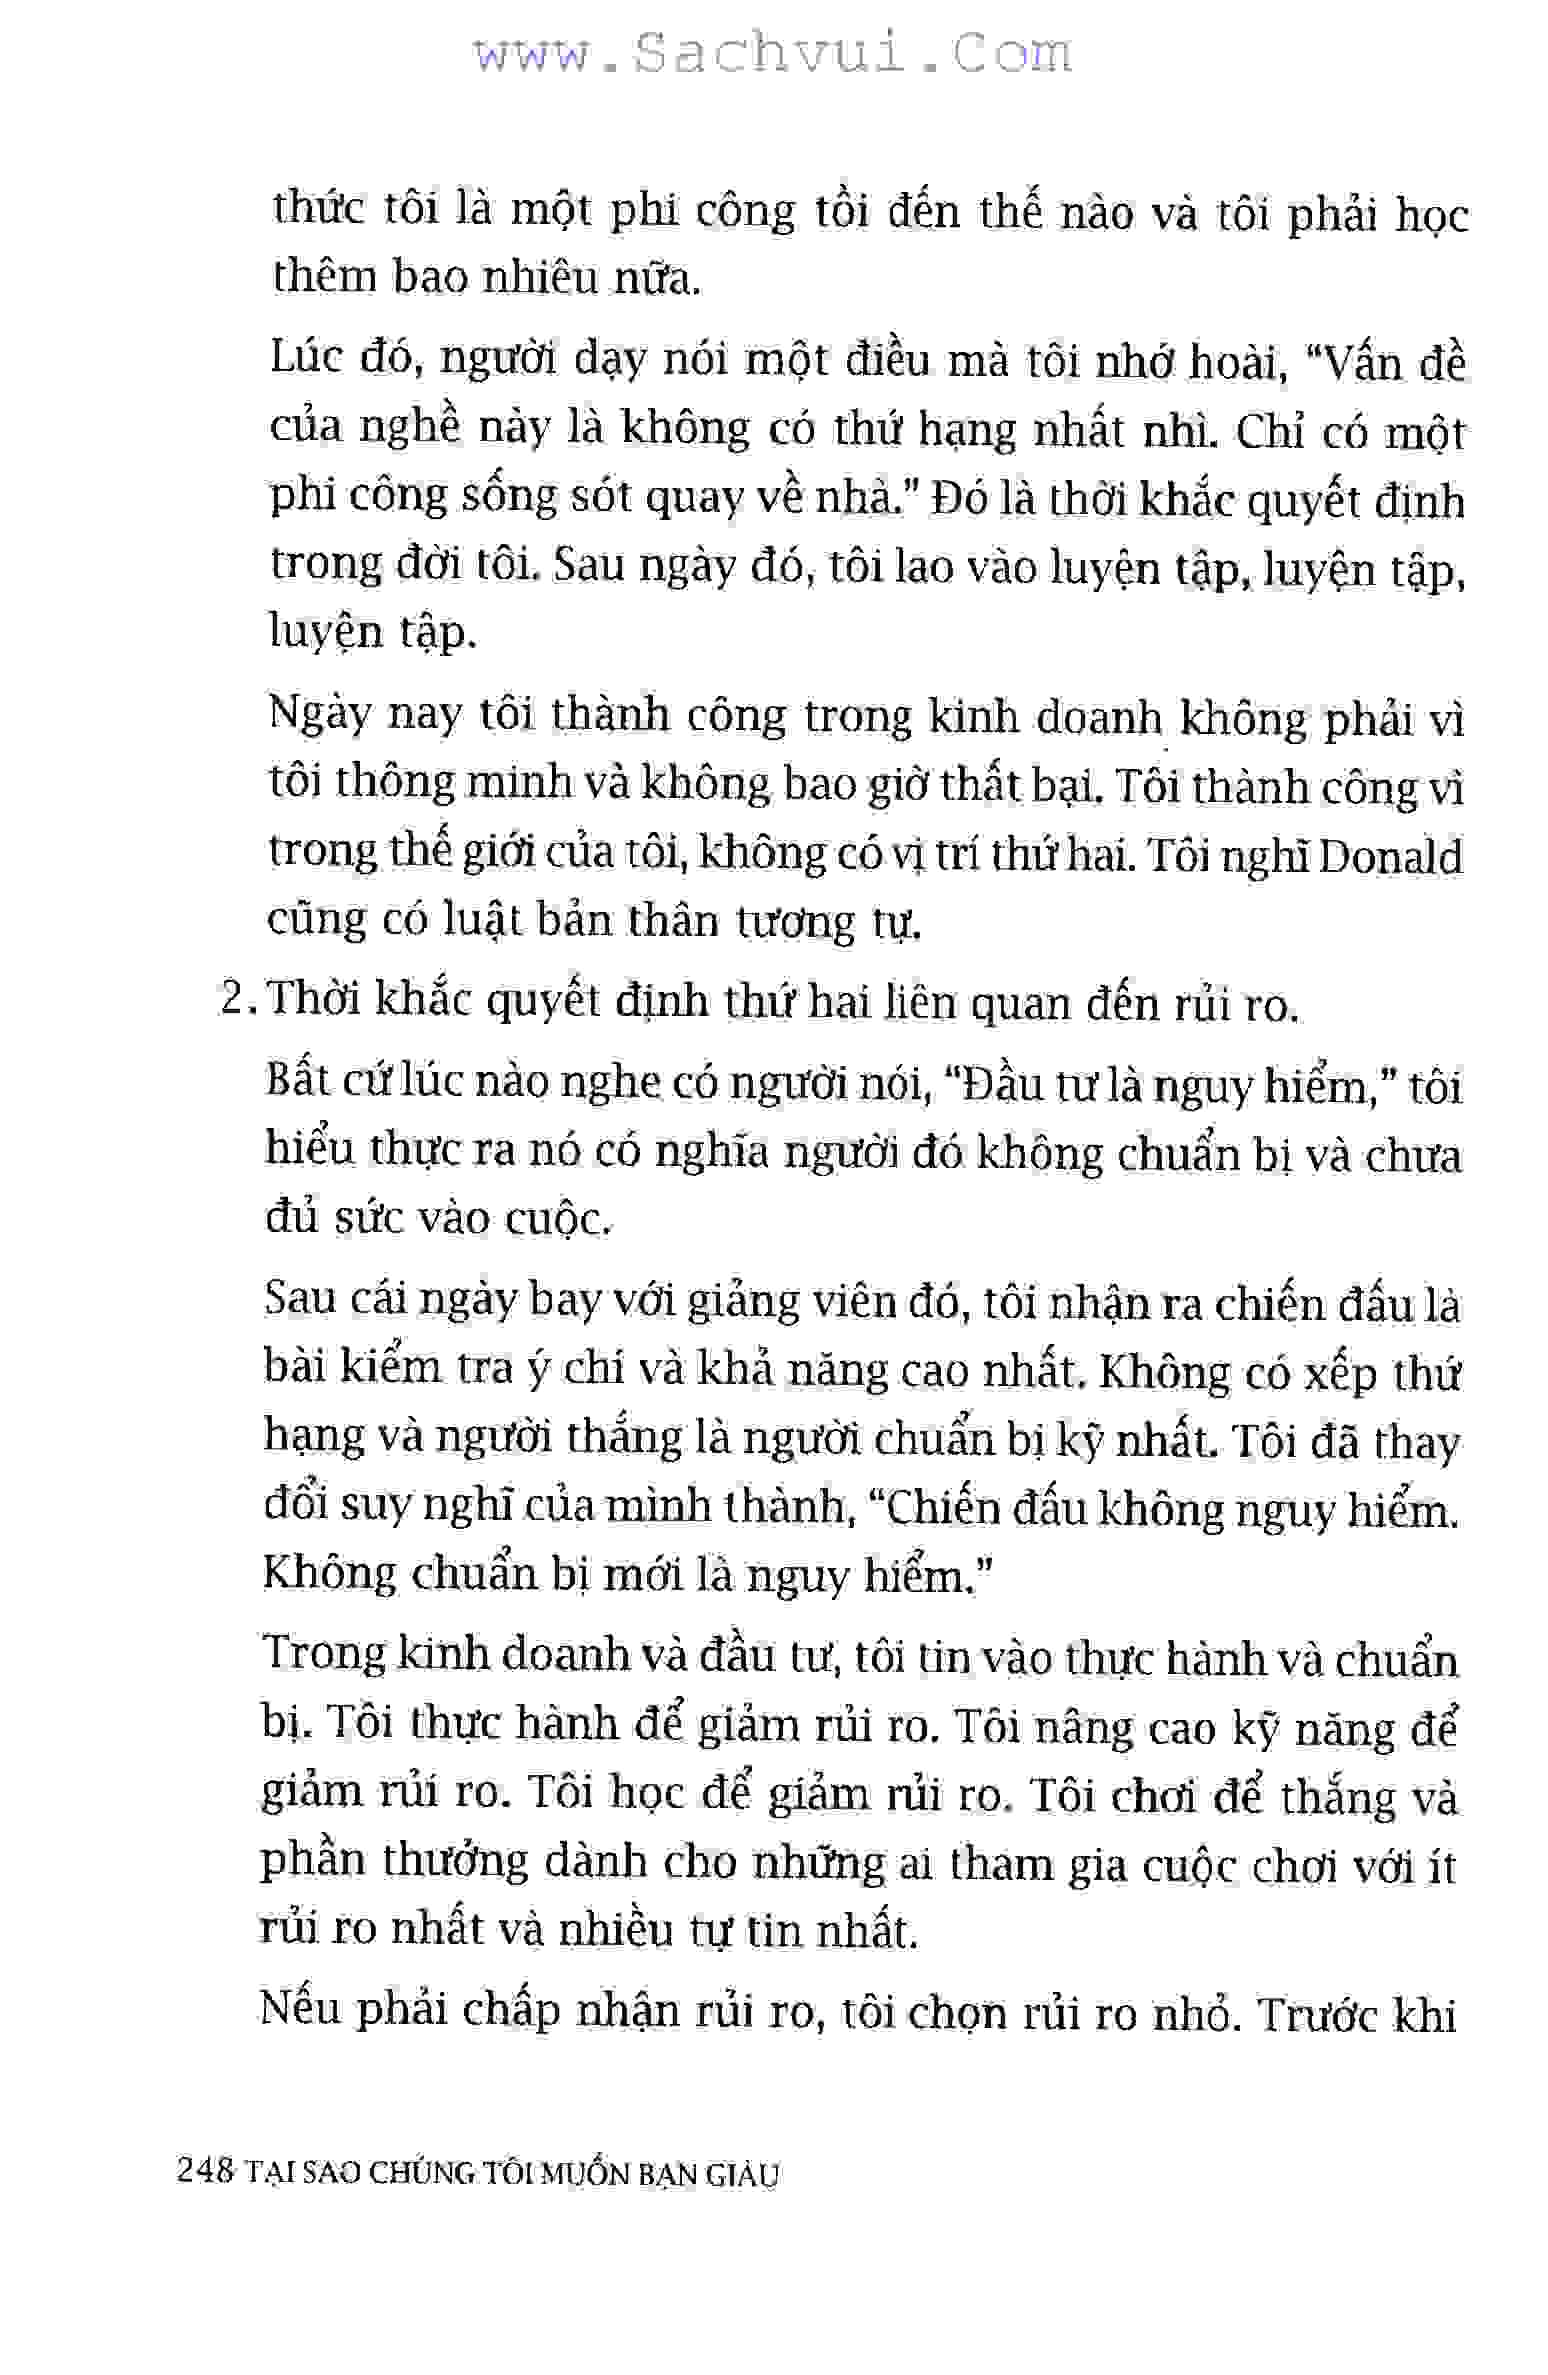 www.Sachvui.Com
thức tôi là một phi công tồi đến thế nào và tôi phải học
thêm bao nhiêu nữa.
Lúc đó, người dạy nói một điều mà tôi nhớ hoài, “Vấn đề
của nghề này là không có thứ hạng nhất nhì. Chỉ có một
phi công sống sót quay về nhà.” Đó là thời khắc quyết định
trong đời tôi. Sau ngày đó, tôi lao vào luyện tập, luyện tập,
luyện tập.
Ngày nay tôi thành công trong kinh doanh không phải vì
tôi thông minh và không bao giờ thất bại. Tôi thành công vì
trong thế giới của tôi, không có vị trí thứ hai. Tôi nghĩ Donald
cũng có luật bản thân tương tự.
2. Thời khắc quyết định thứ hai liên quan đến rủi ro.
Bất cứ lúc nào nghe có người nói, “Đầu tư là nguy hiểm,” tôi
hiểu thực ra nó có nghĩa người đó không chuẩn bị và chưa
đủ sức vào cuộc.
Sau cái ngày bay với giảng viên đó, tôi nhận ra chiến đấu là
bài kiểm tra ý chí và khả năng cao nhất. Không có xếp thứ
hạng và người thắng là người chuẩn bị kỹ nhất. Tôi đã thay
đổi suy nghĩ của mình thành, “Chiến đấu không nguy hiểm.
Không chuẩn bị mới là nguy hiểm.”
Trong kinh doanh và đầu tư, tôi tin vào thực hành và chuẩn
bị. Tôi thực hành để giảm rủi ro. Tôi nâng cao kỹ năng để
giảm rủi ro. Tôi học để giảm rủi ro. Tôi chơi để thắng và
phần thưởng dành cho những ai tham gia cuộc chơi với ít
rủi ro nhất và nhiều tự tin nhất.
Nếu phải chấp nhận rủi ro, tôi chọn rủi ro nhỏ. Trước khi
248 TẠI SAO CHÚNG TÔI MUỐN BẠN GIÀU